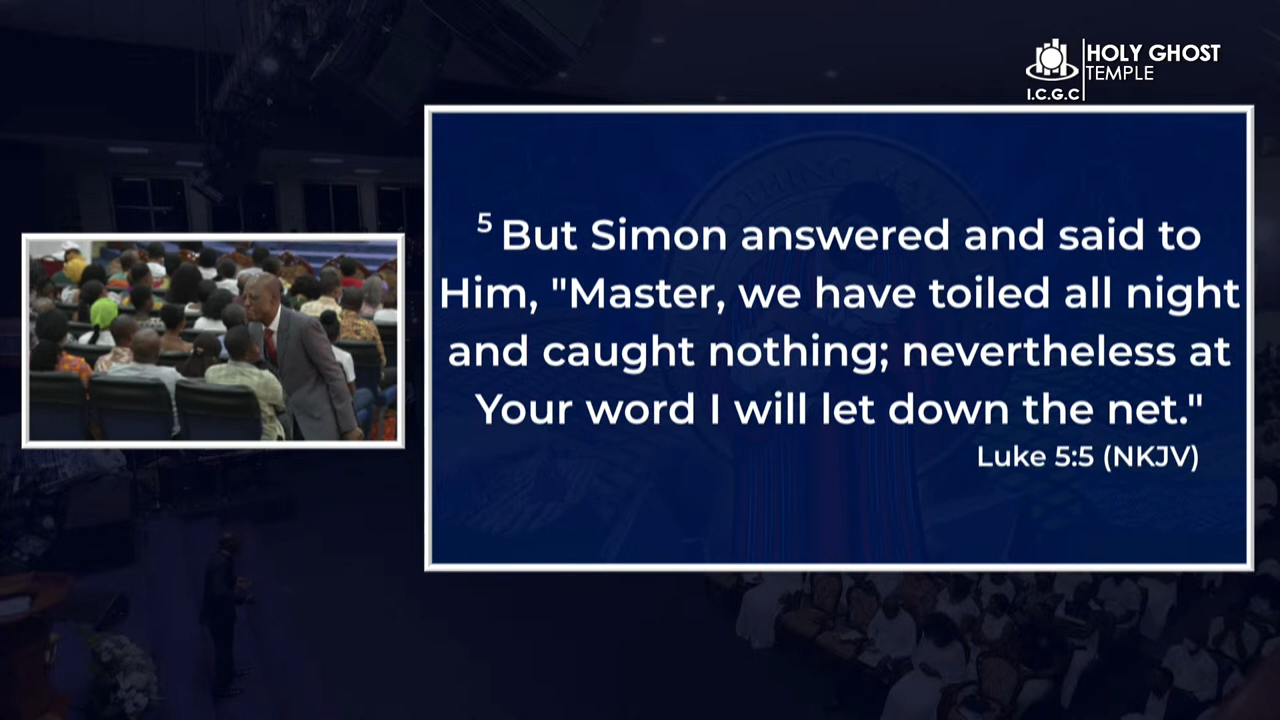 HOLY GHOST
TEMPLE
I.C.G.C
5 But Simon answered and said to
Him, "Master, we have toiled all night
and caught nothing; nevertheless at
Your word I will let down the net."
Luke 5:5 (NKJV)